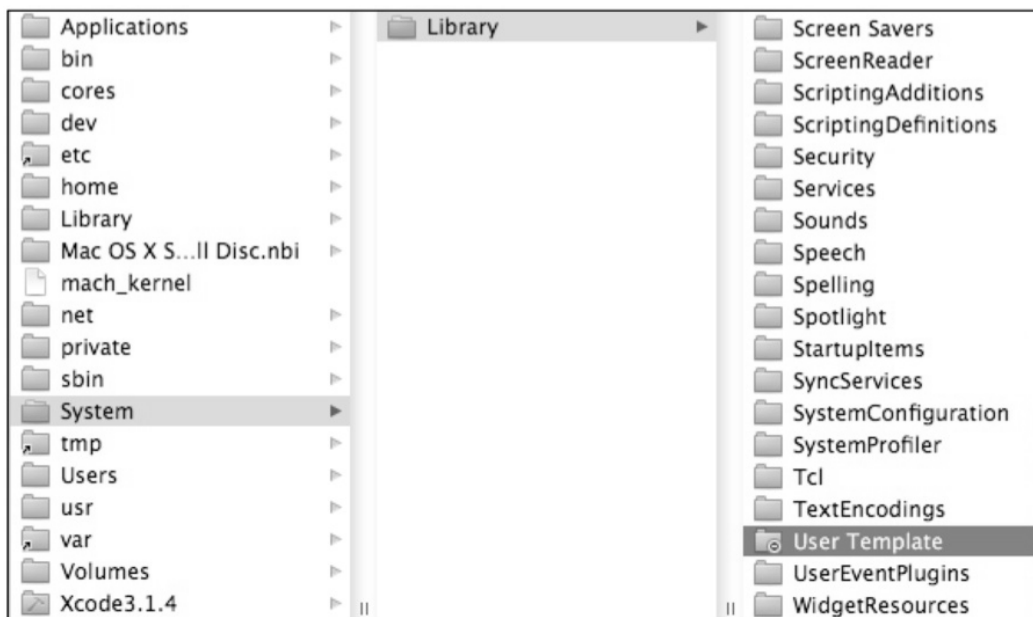 Applications
bin
cores
dev
etc
home
Library
Mac OS X S...ll Disc.nbi
mach_kernel
net
private
sbin
System
tmp
Users
usr
var
Volumes
Xcode3.1.4
Library
Screen Savers
ScreenReader
ScriptingAdditions
ScriptingDefinitions
Security
Services
Sounds
Speech
Spelling
Spotlight
StartupItems
SyncServices
SystemConfiguration
SystemProfiler
Tcl
TextEncodings
User Template
UserEventPlugins
WidgetResources